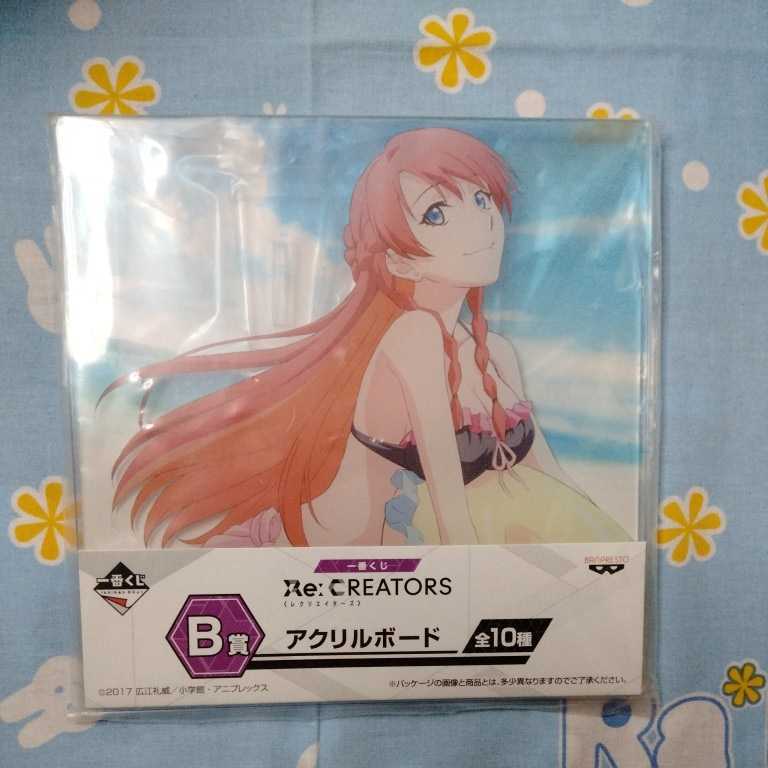 一番くじ
BANPRESTO
一番くじ
Re: CREATORS
《レクリエイターズ》
B賞
アクリルボード
全10種
©2017 広江礼威／小学館・アニプレックス
※パッケージの画像と商品とは、多少異なりますのでご了承ください。